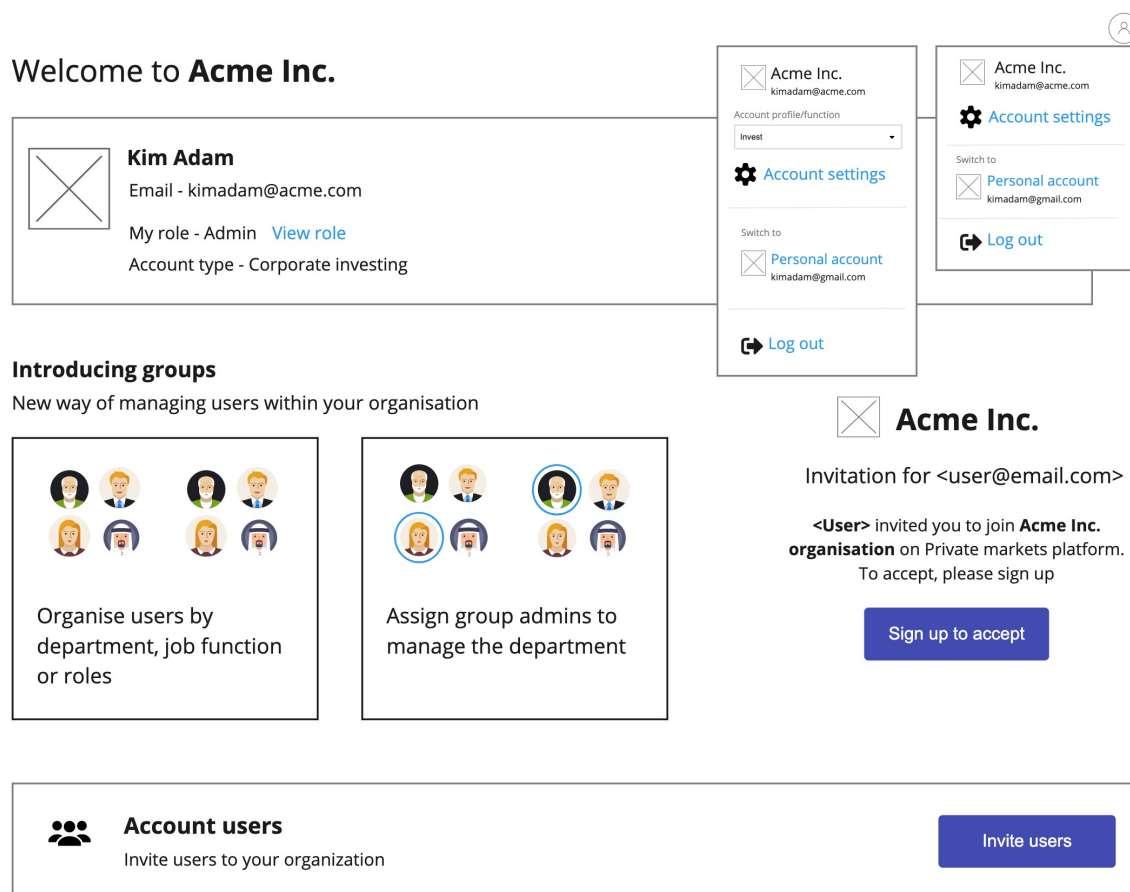 Welcome to Acme Inc.
Kim Adam
Email - kimadam@acme.com
My role - Admin View role
Account type - Corporate investing
Acme Inc.
kimadam@acme.com
Account profile/function
Invest
Account settings
Switch to
Personal account
kimadam@gmail.com
Log out
Acme Inc.
kimadam@acme.com
Account settings
Switch to
Personal account
kimadam@gmail.com
Log out
Introducing groups
New way of managing users within your organisation
Organise users by
department, job function
or roles
Assign group admins to
manage the department
Acme Inc.
Invitation for <user@email.com>
<User> invited you to join Acme Inc.
organisation on Private markets platform.
To accept, please sign up
Sign up to accept
Account users
Invite users to your organization
Invite users